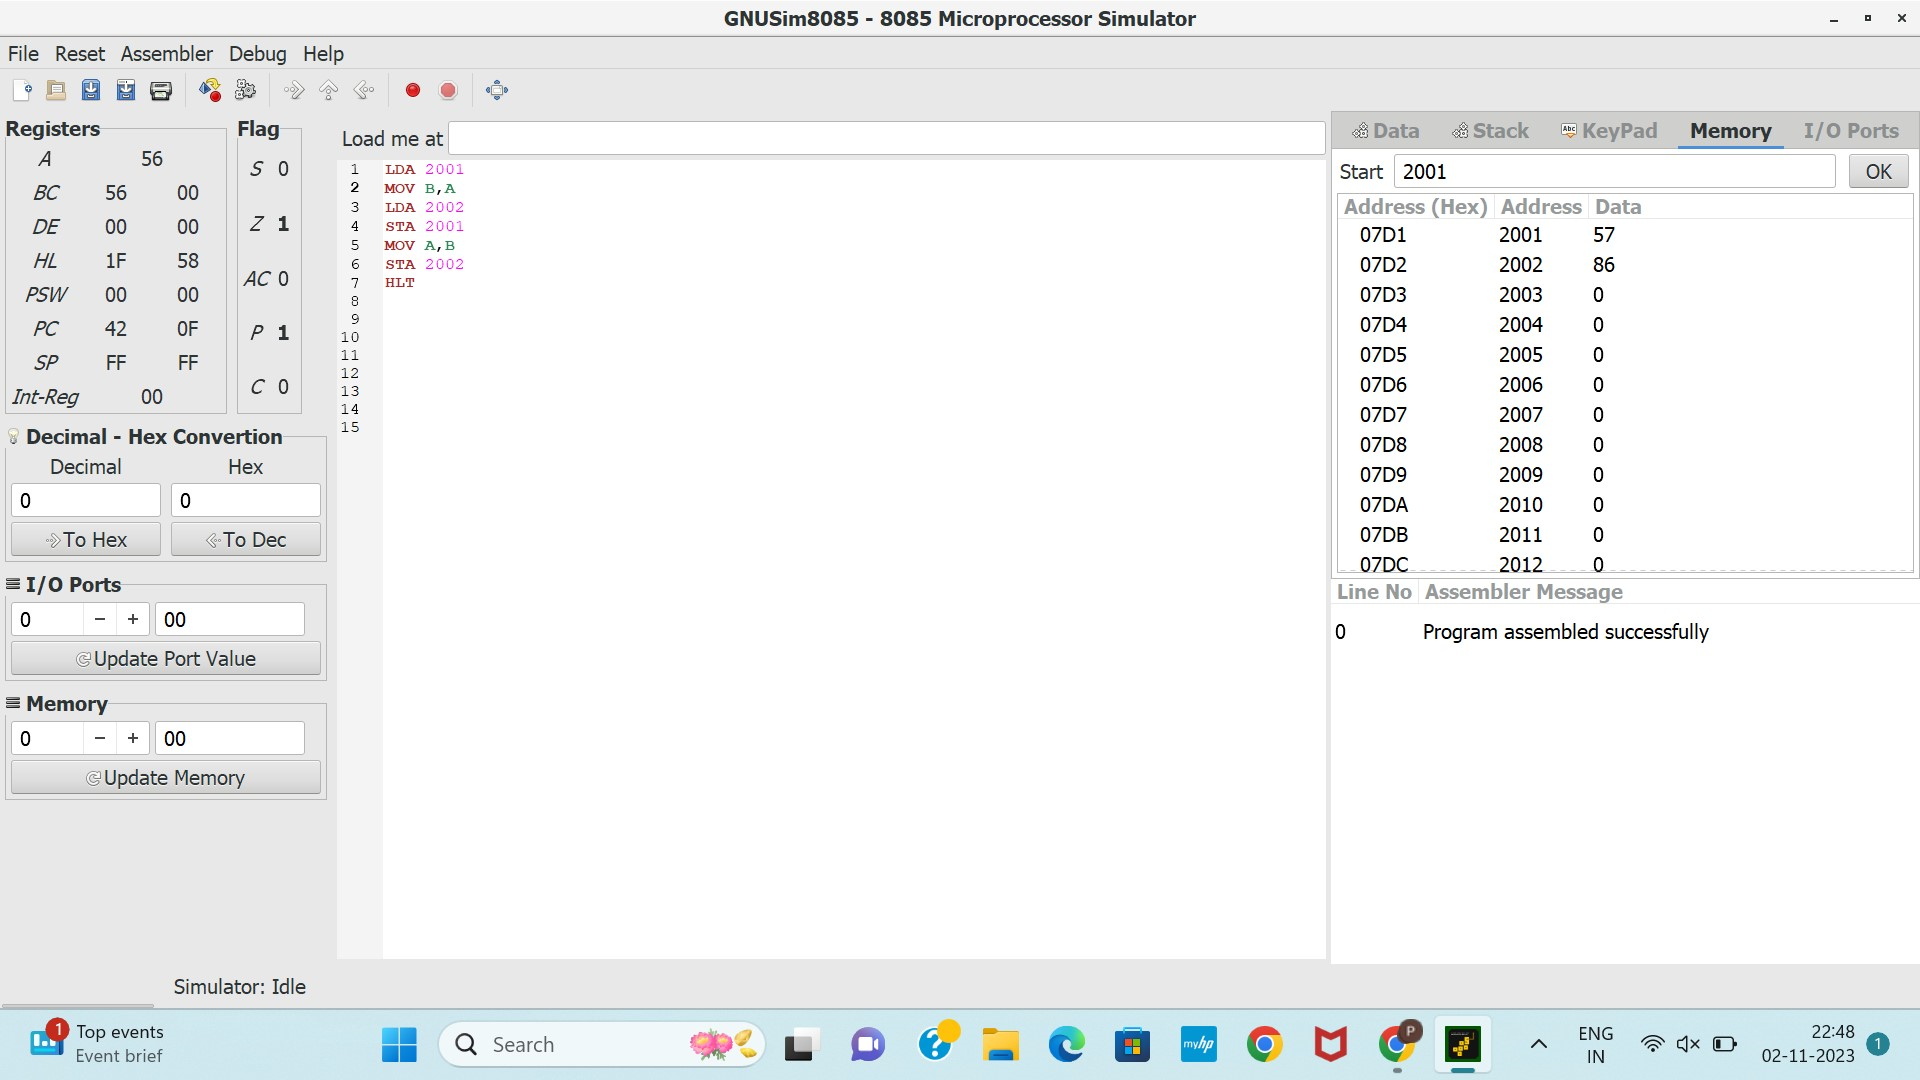 GNUSim8085 - 8085 Microprocessor Simulator
File Reset Assembler Debug Help
Registers
A 56
BC 56 00
DE 00 00
HL 1F 58
PSW 00 00
PC 42 0F
SP FF FF
Int-Reg 00
Flag
S 0
Z 1
AC 0
P 1
C 0
Decimal - Hex Convertion
Decimal Hex
0 0
To Hex To Dec
I/O Ports
0 − + 00
Update Port Value
Memory
0 − + 00
Update Memory
Load me at
1 LDA 2001
2 MOV B,A
3 LDA 2002
4 STA 2001
5 MOV A,B
6 STA 2002
7 HLT
8
9
10
11
12
13
14
15
Data Stack Abc KeyPad Memory I/O Ports
Start 2001 OK
Address (Hex) Address Data
07D1 2001 57
07D2 2002 86
07D3 2003 0
07D4 2004 0
07D5 2005 0
07D6 2006 0
07D7 2007 0
07D8 2008 0
07D9 2009 0
07DA 2010 0
07DB 2011 0
07DC 2012 0
Line No Assembler Message
0 Program assembled successfully
Simulator: Idle
1 Top events
Event brief
Search
myhp
P
ENG
IN
22:48
02-11-2023
1